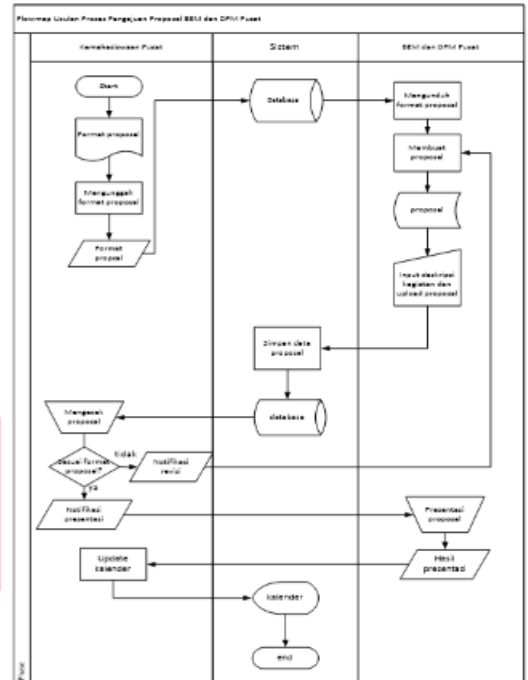 Flowmap Usulan Proses Pengajuan Proposal BEM dan DPM Pusat
Kemahasiswaan Pusat
Sistem
BEM dan DPM Pusat
Start
Database
Mengunduh
format proposal
Format proposal
Membuat
proposal
Mengunggah
format proposal
proposal
Format
propsal
Input deskripsi
kegiatan dan
upload proposal
Simpan data
proposal
Mengecek
proposal
database
Sesuai format
proposal?
tidak
Notifikasi
revisi
ya
Notifikasi
presentasi
Presentasi
proposal
Update
kalender
Hasil
presentasi
kalender
end
Phase